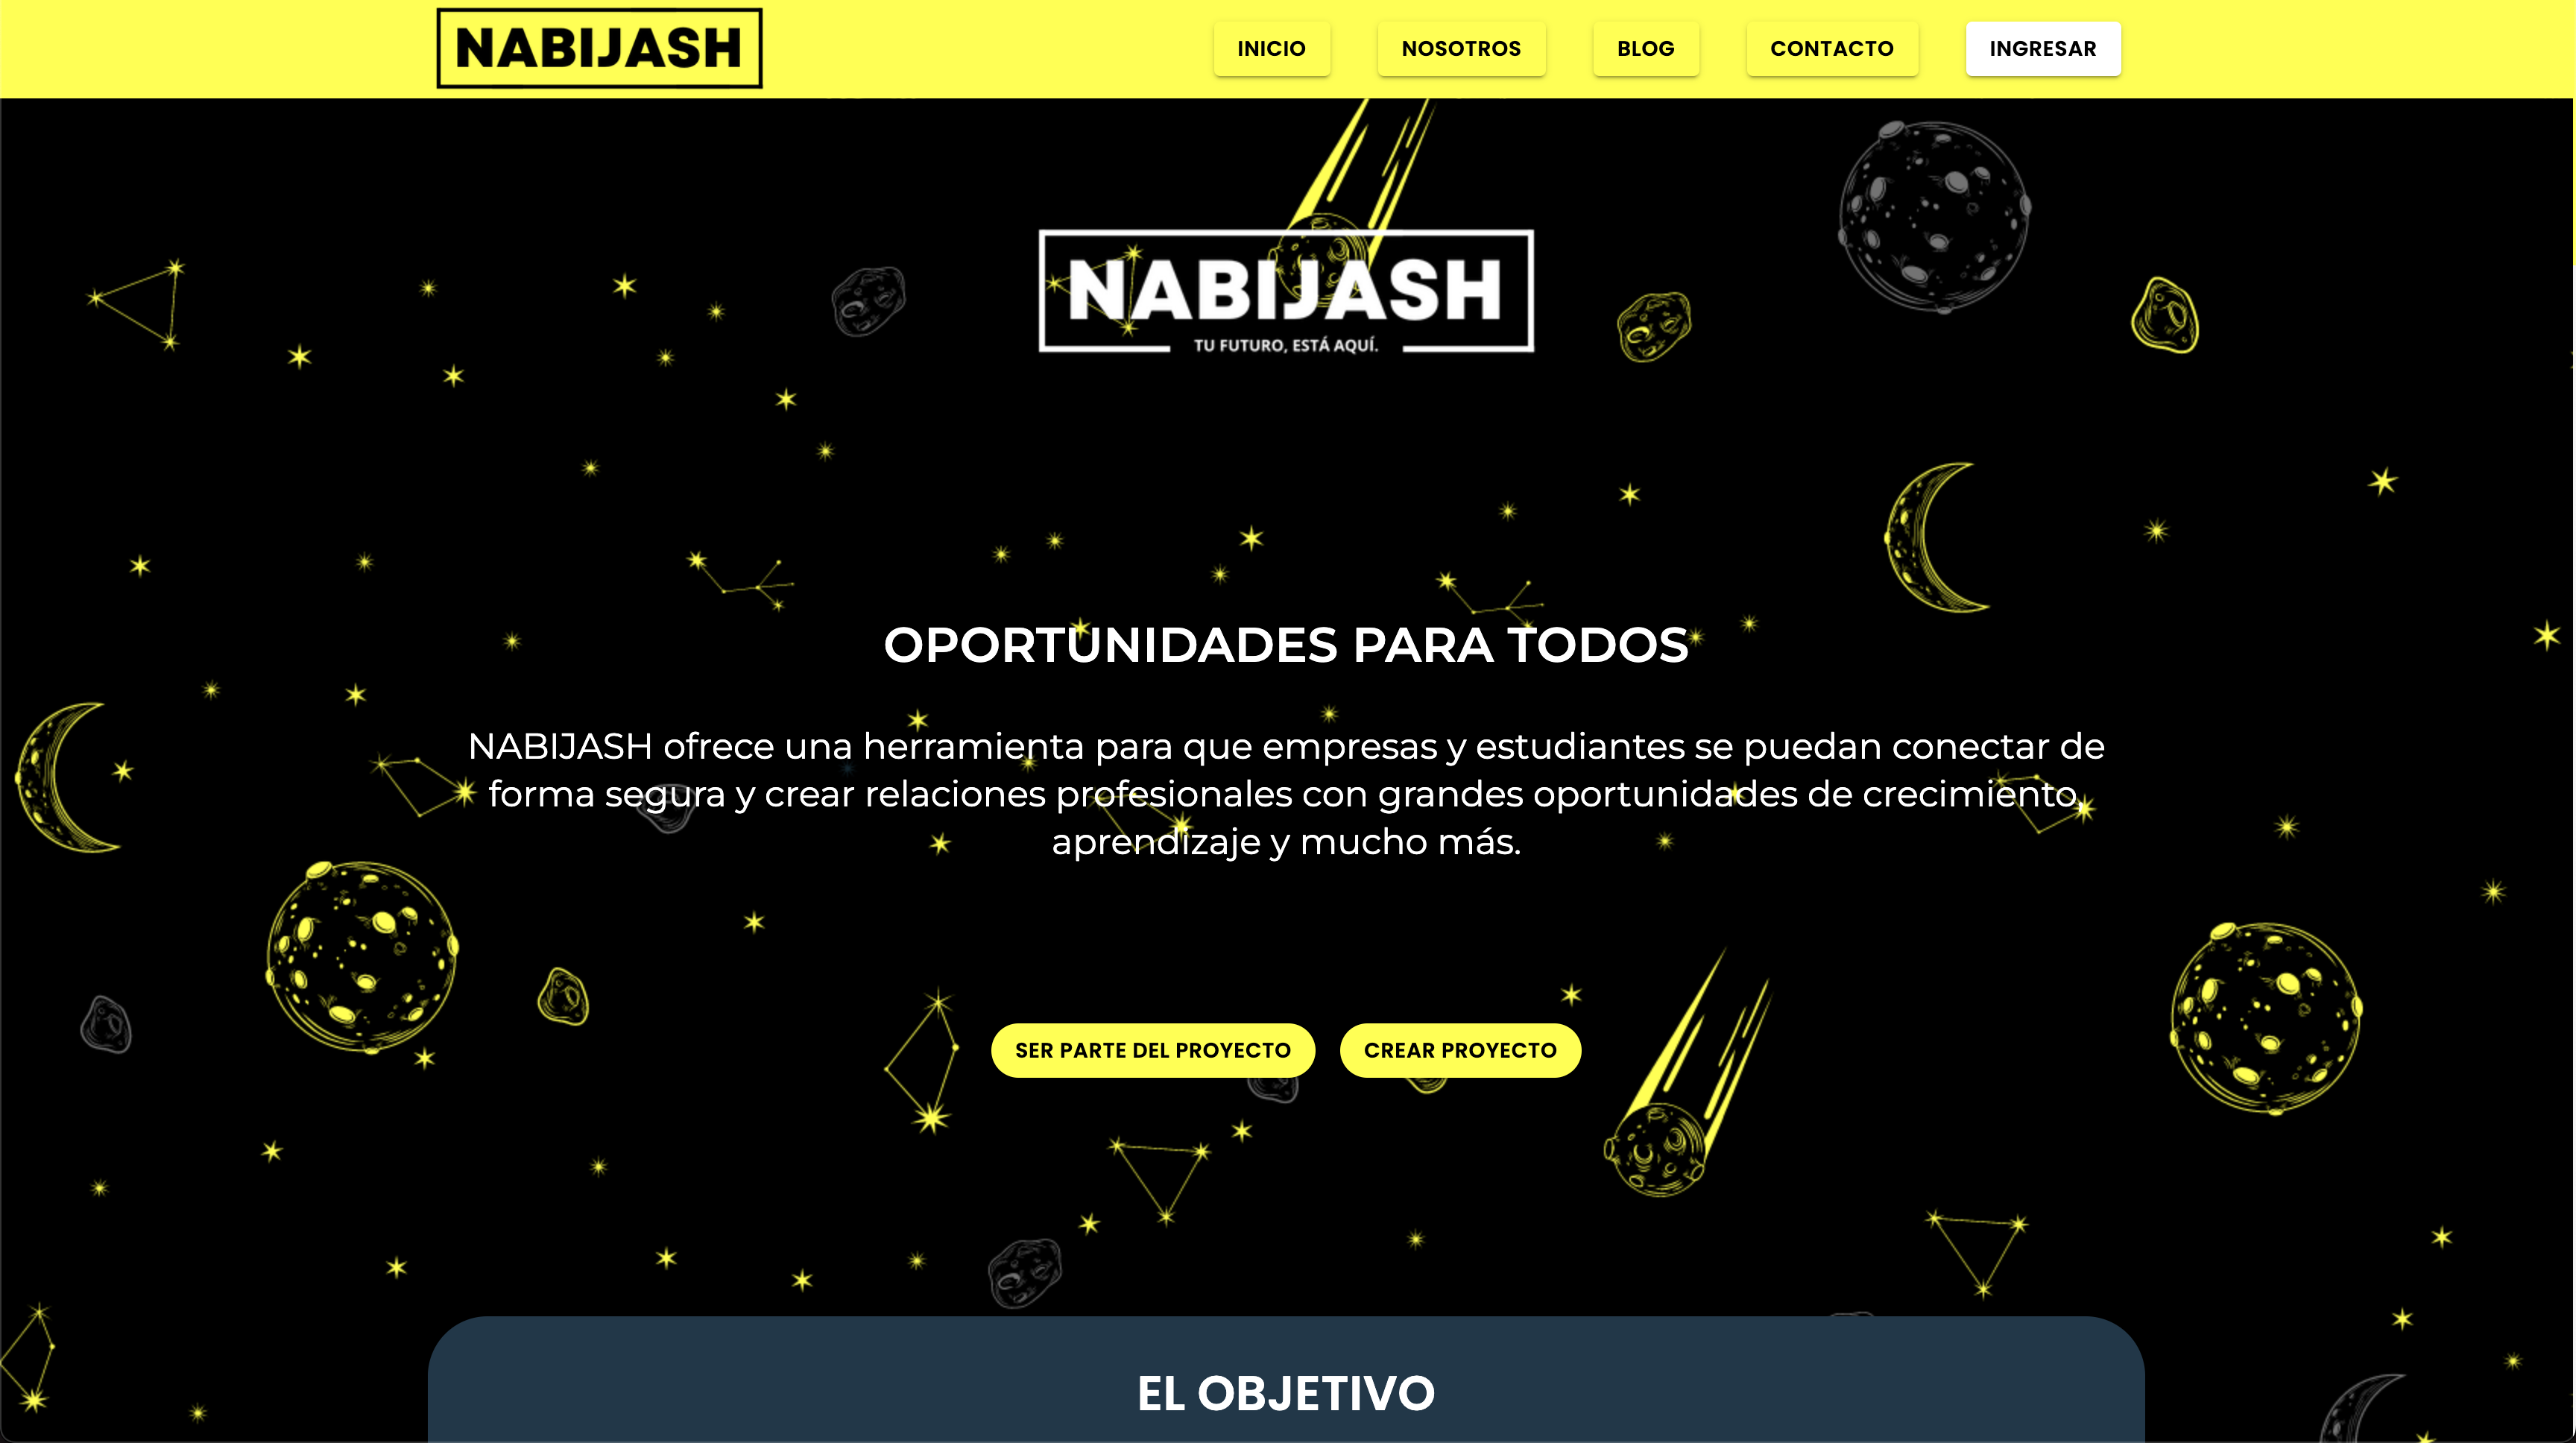 NABIJASH
INICIO
NOSOTROS
BLOG
CONTACTO
INGRESAR
NABIJASH
TU FUTURO, ESTÁ AQUÍ.
OPORTUNIDADES PARA TODOS
NABIJASH ofrece una herramienta para que empresas y estudiantes se puedan conectar de
forma segura y crear relaciones profesionales con grandes oportunidades de crecimiento,
aprendizaje y mucho más.
SER PARTE DEL PROYECTO
CREAR PROYECTO
EL OBJETIVO